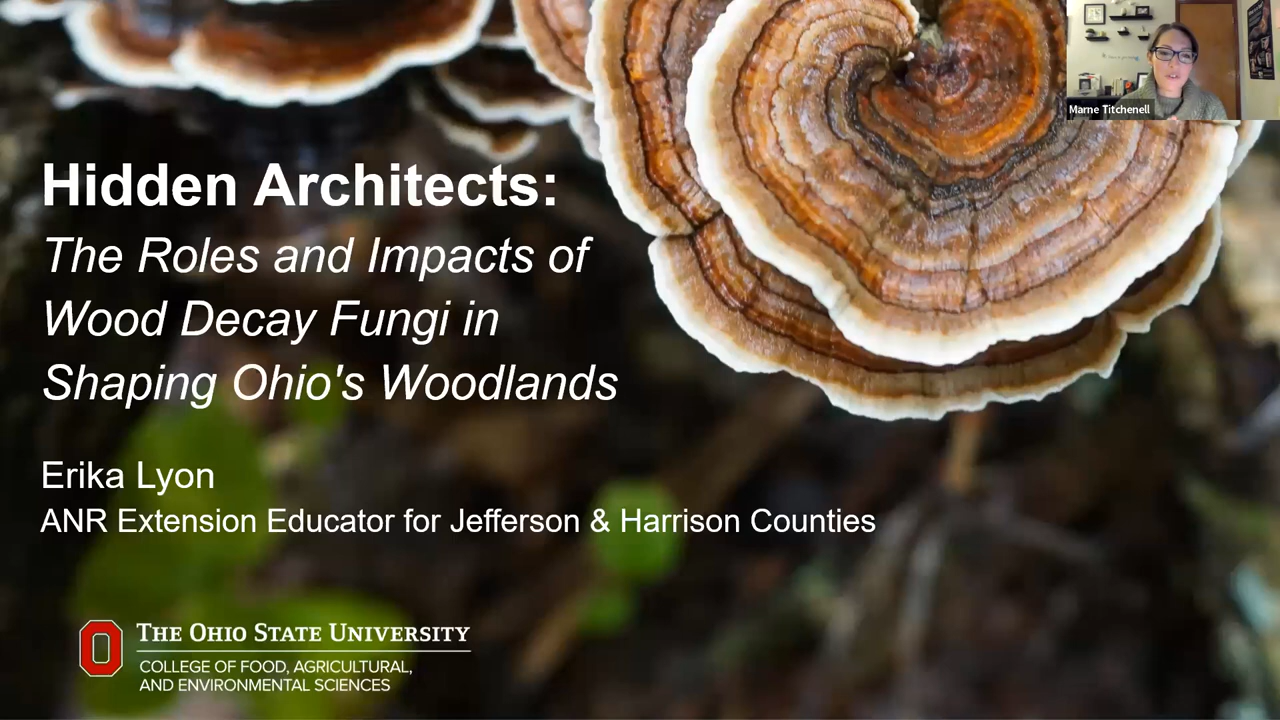 Marne Titchenell
Hidden Architects:
The Roles and Impacts of
Wood Decay Fungi in
Shaping Ohio's Woodlands
Erika Lyon
ANR Extension Educator for Jefferson & Harrison Counties
THE OHIO STATE UNIVERSITY
COLLEGE OF FOOD, AGRICULTURAL,
AND ENVIRONMENTAL SCIENCES